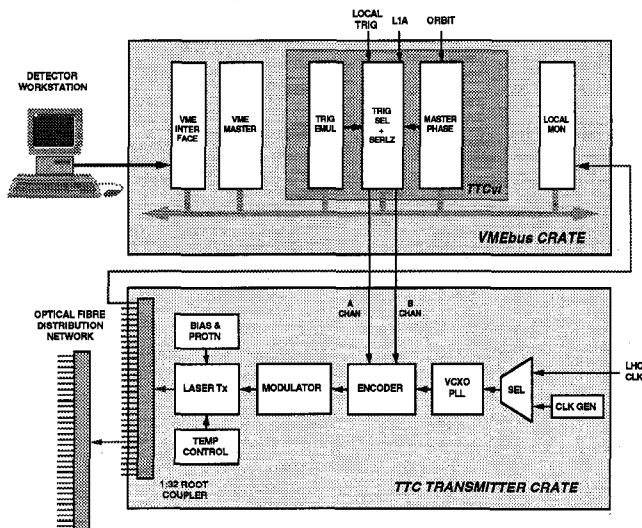 LOCAL
TRIG
L1A
ORBIT
DETECTOR
WORKSTATION
VME
INTER
FACE
VME
MASTER
TRIG
EMUL
TRIG
SEL
+
SERLZ
MASTER
PHASE
LOCAL
MON
TTCvi
VMEbus CRATE
OPTICAL FIBRE
DISTRIBUTION
NETWORK
A
CHAN
B
CHAN
BIAS &
PROTN
LASER Tx
MODULATOR
ENCODER
VCXO
PLL
SEL
LHC
CLK
CLK GEN
TEMP
CONTROL
1:32 ROOT
COUPLER
TTC TRANSMITTER CRATE